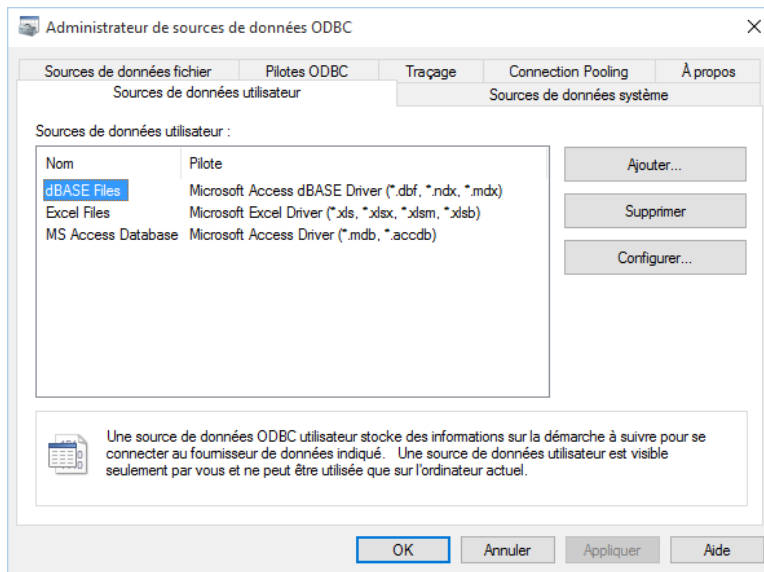 Administrateur de sources de données ODBC
Sources de données fichier Pilotes ODBC Traçage Connection Pooling À propos
Sources de données utilisateur Sources de données système
Sources de données utilisateur :
Nom Pilote
dBASE Files Microsoft Access dBASE Driver (*.dbf, *.ndx, *.mdx)
Excel Files Microsoft Excel Driver (*.xls, *.xlsx, *.xlsm, *.xlsb)
MS Access Database Microsoft Access Driver (*.mdb, *.accdb)
Ajouter...
Supprimer
Configurer...
Une source de données ODBC utilisateur stocke des informations sur la démarche à suivre pour se
connecter au fournisseur de données indiqué. Une source de données utilisateur est visible
seulement par vous et ne peut être utilisée que sur l'ordinateur actuel.
OK Annuler Appliquer Aide